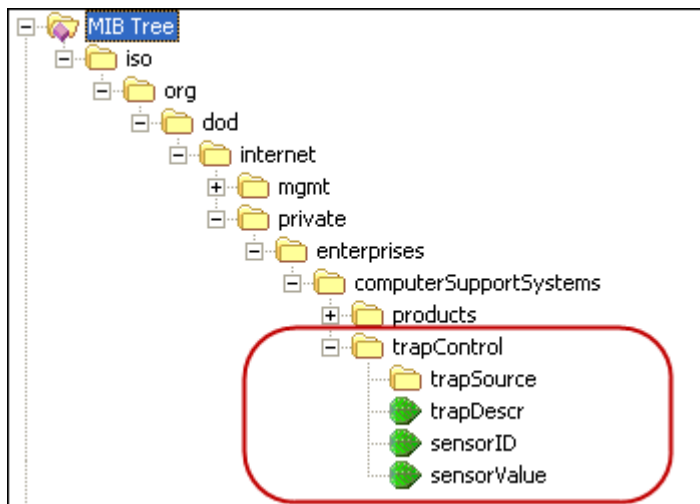 MIB Tree
iso
org
dod
internet
mgmt
private
enterprises
computerSupportSystems
products
trapControl
trapSource
trapDescr
sensorID
sensorValue